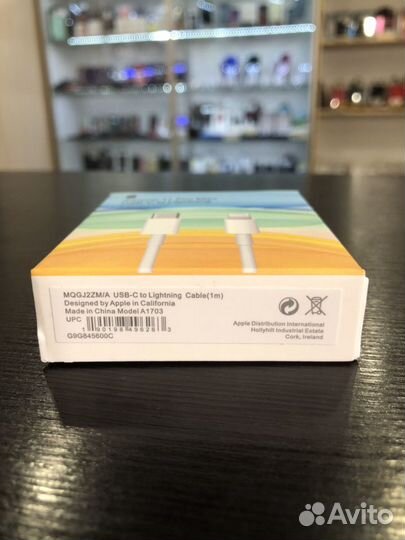 MQGJ2ZM/A USB-C to Lightning Cable(1m)
Designed by Apple in California
Made in China Model A1703
UPC
G9G845600C
Apple Distribution International
Hollyhill Industrial Estate
Cork, Ireland
Avito